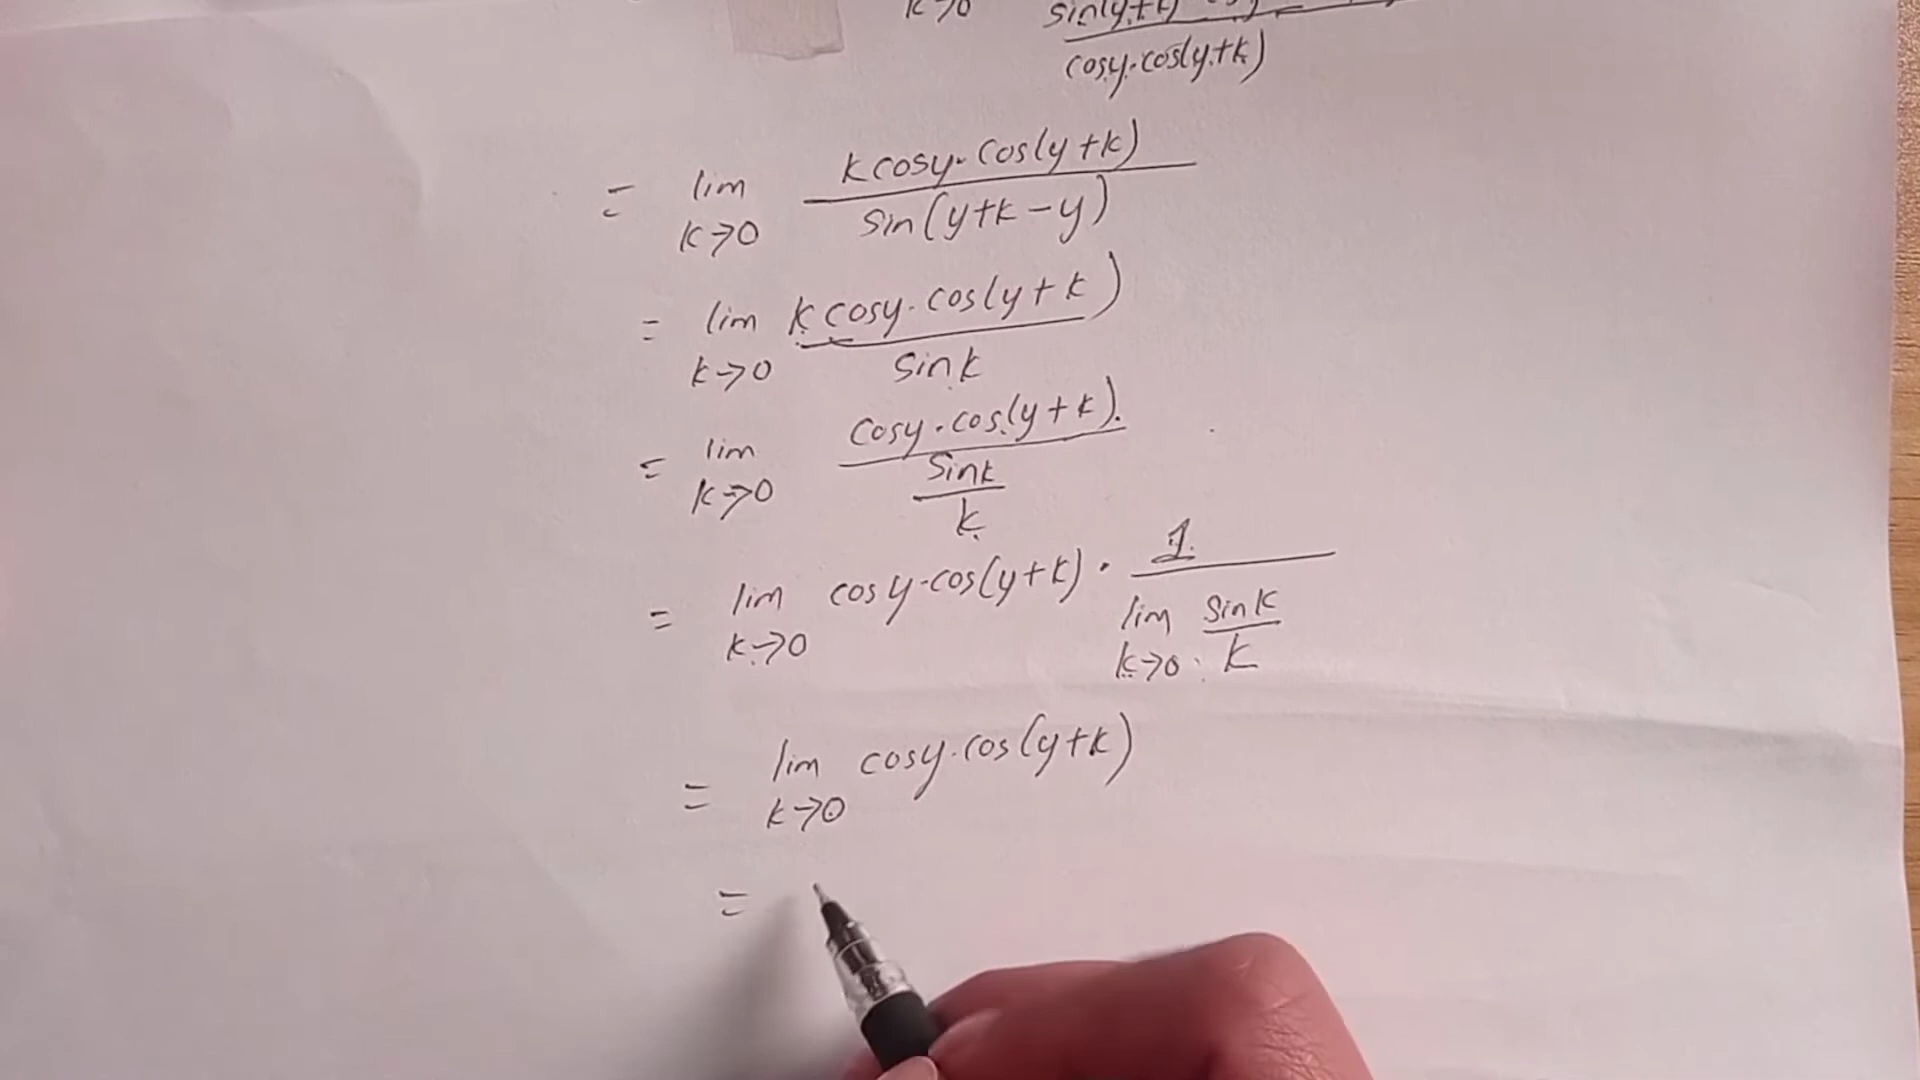 k→0
sin(y+k)
cosy·cos(y+k)
= lim k→0 kcosy·cos(y+k) / sin(y+k−y)
= lim k→0 kcosy·cos(y+k) / sink
= lim k→0 cosy·cos(y+k) / sink / k
= lim k→0 cosy·cos(y+k) · 1 / lim k→0 sink / k
= lim k→0 cosy·cos(y+k)
=